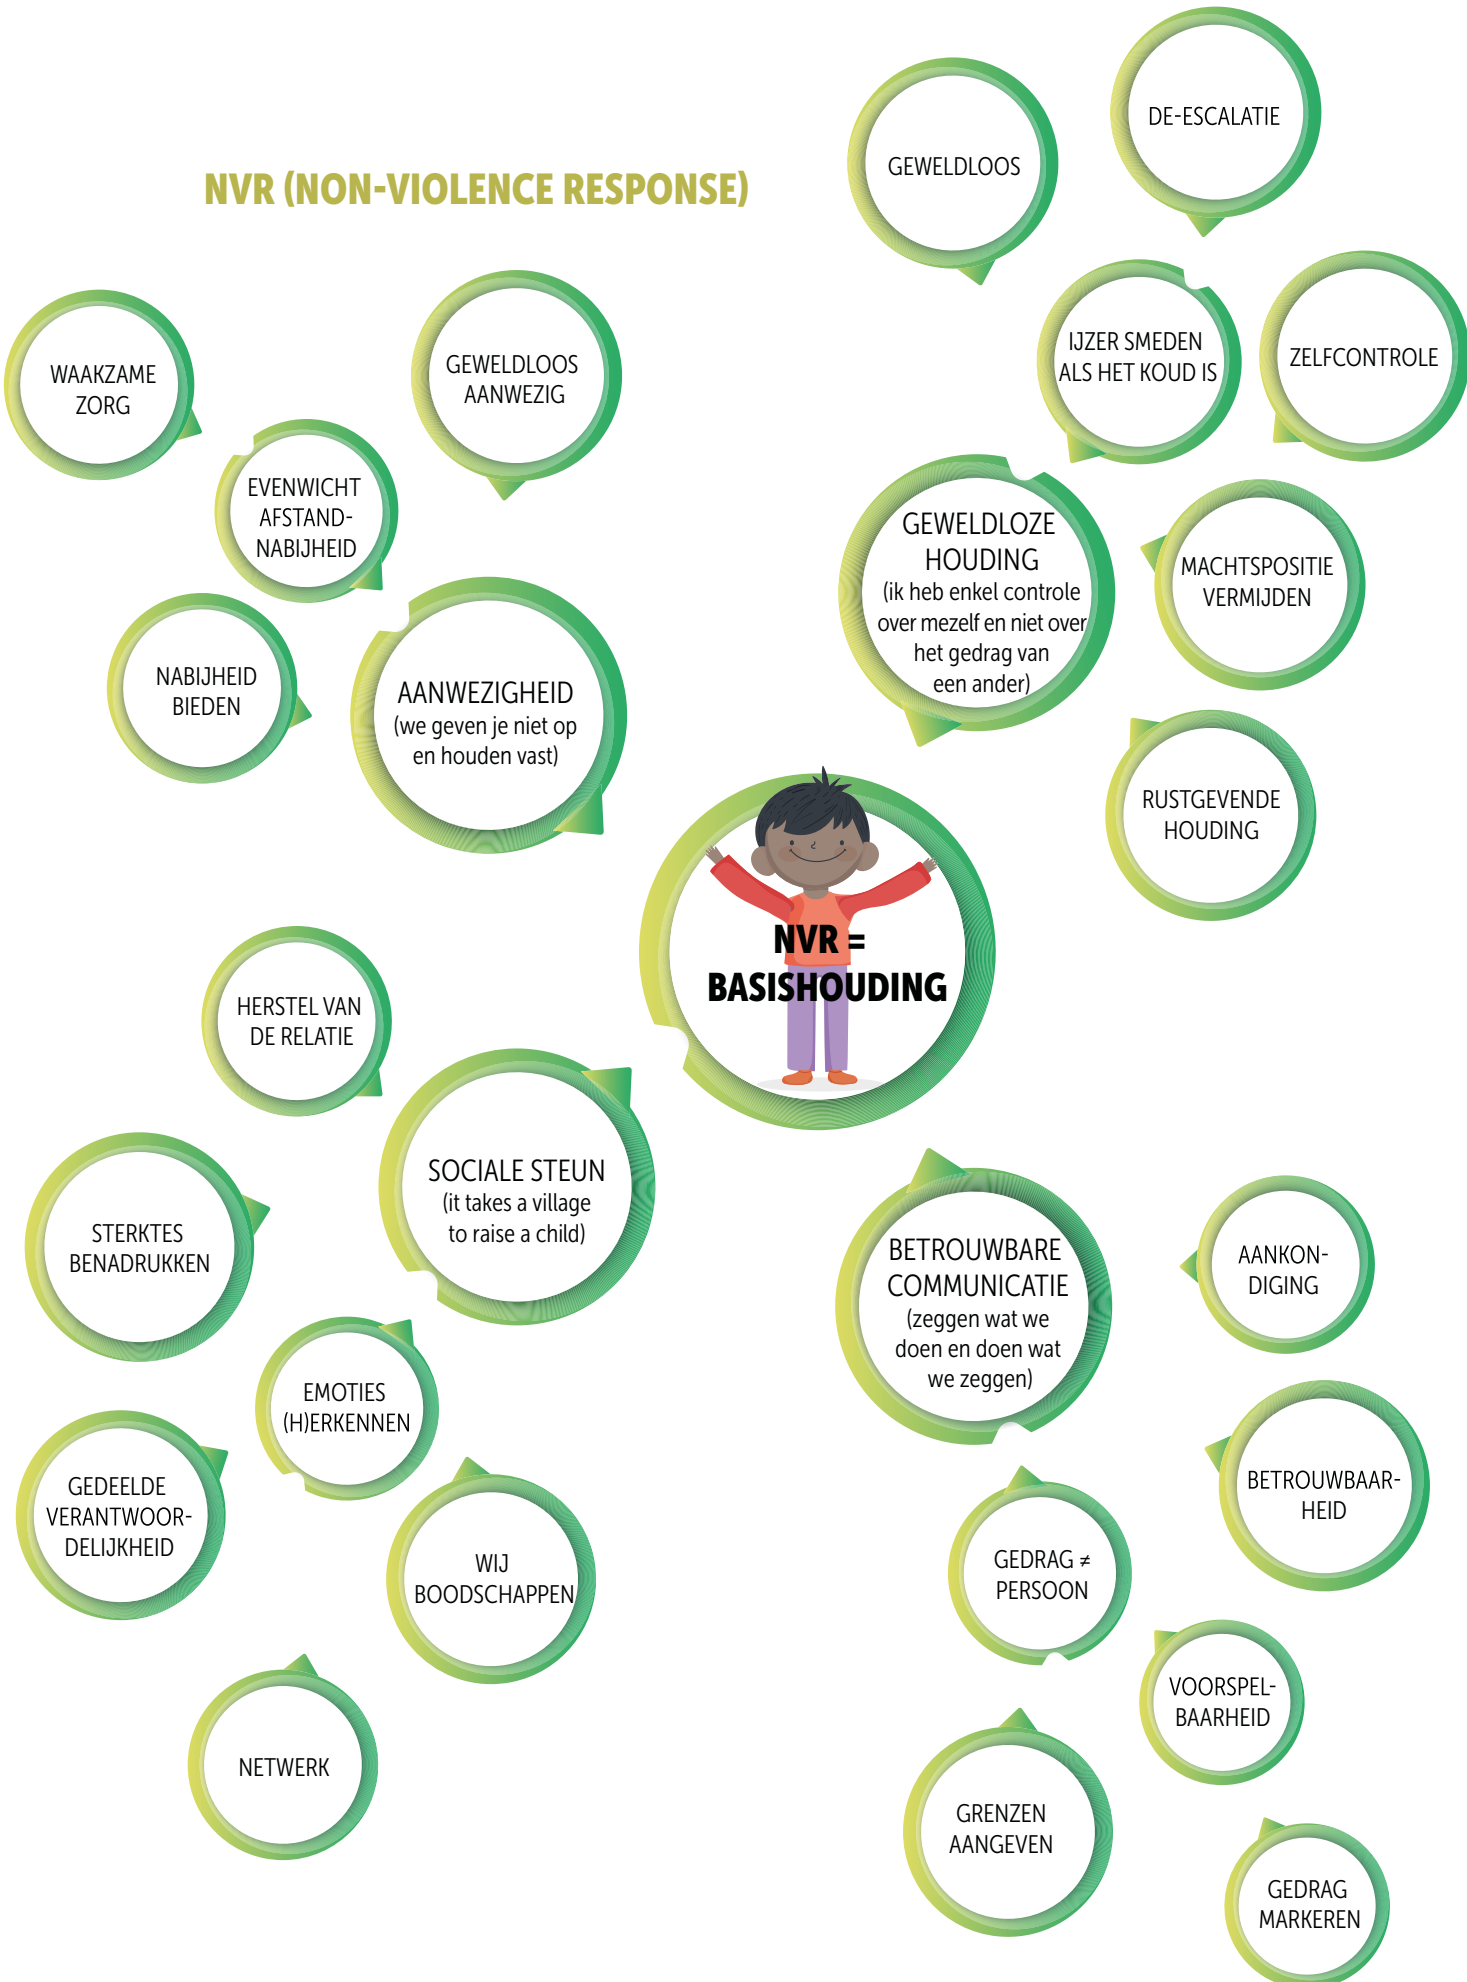 NVR (NON-VIOLENCE RESPONSE)
GEWELDLOOS
DE-ESCALATIE
IJZER SMEDEN
ALS HET KOUD IS
ZELFCONTROLE
GEWELDLOZE
HOUDING
(ik heb enkel controle
over mezelf en niet over
het gedrag van
een ander)
MACHTSPOSITIE
VERMIJDEN
RUSTGEVENDE
HOUDING
WAAKZAME
ZORG
GEWELDLOOS
AANWEZIG
EVENWICHT
AFSTAND-
NABIJHEID
NABIJHEID
BIEDEN
AANWEZIGHEID
(we geven je niet op
en houden vast)
NVR =
BASISHOUDING
HERSTEL VAN
DE RELATIE
SOCIALE STEUN
(it takes a village
to raise a child)
STERKTES
BENADRUKKEN
EMOTIES
(H)ERKENNEN
GEDEELDE
VERANTWOOR-
DELIJKHEID
WIJ
BOODSCHAPPEN
NETWERK
BETROUWBARE
COMMUNICATIE
(zeggen wat we
doen en doen wat
we zeggen)
AANKON-
DIGING
BETROUWBAAR-
HEID
GEDRAG ≠
PERSOON
VOORSPEL-
BAARHEID
GRENZEN
AANGEVEN
GEDRAG
MARKEREN